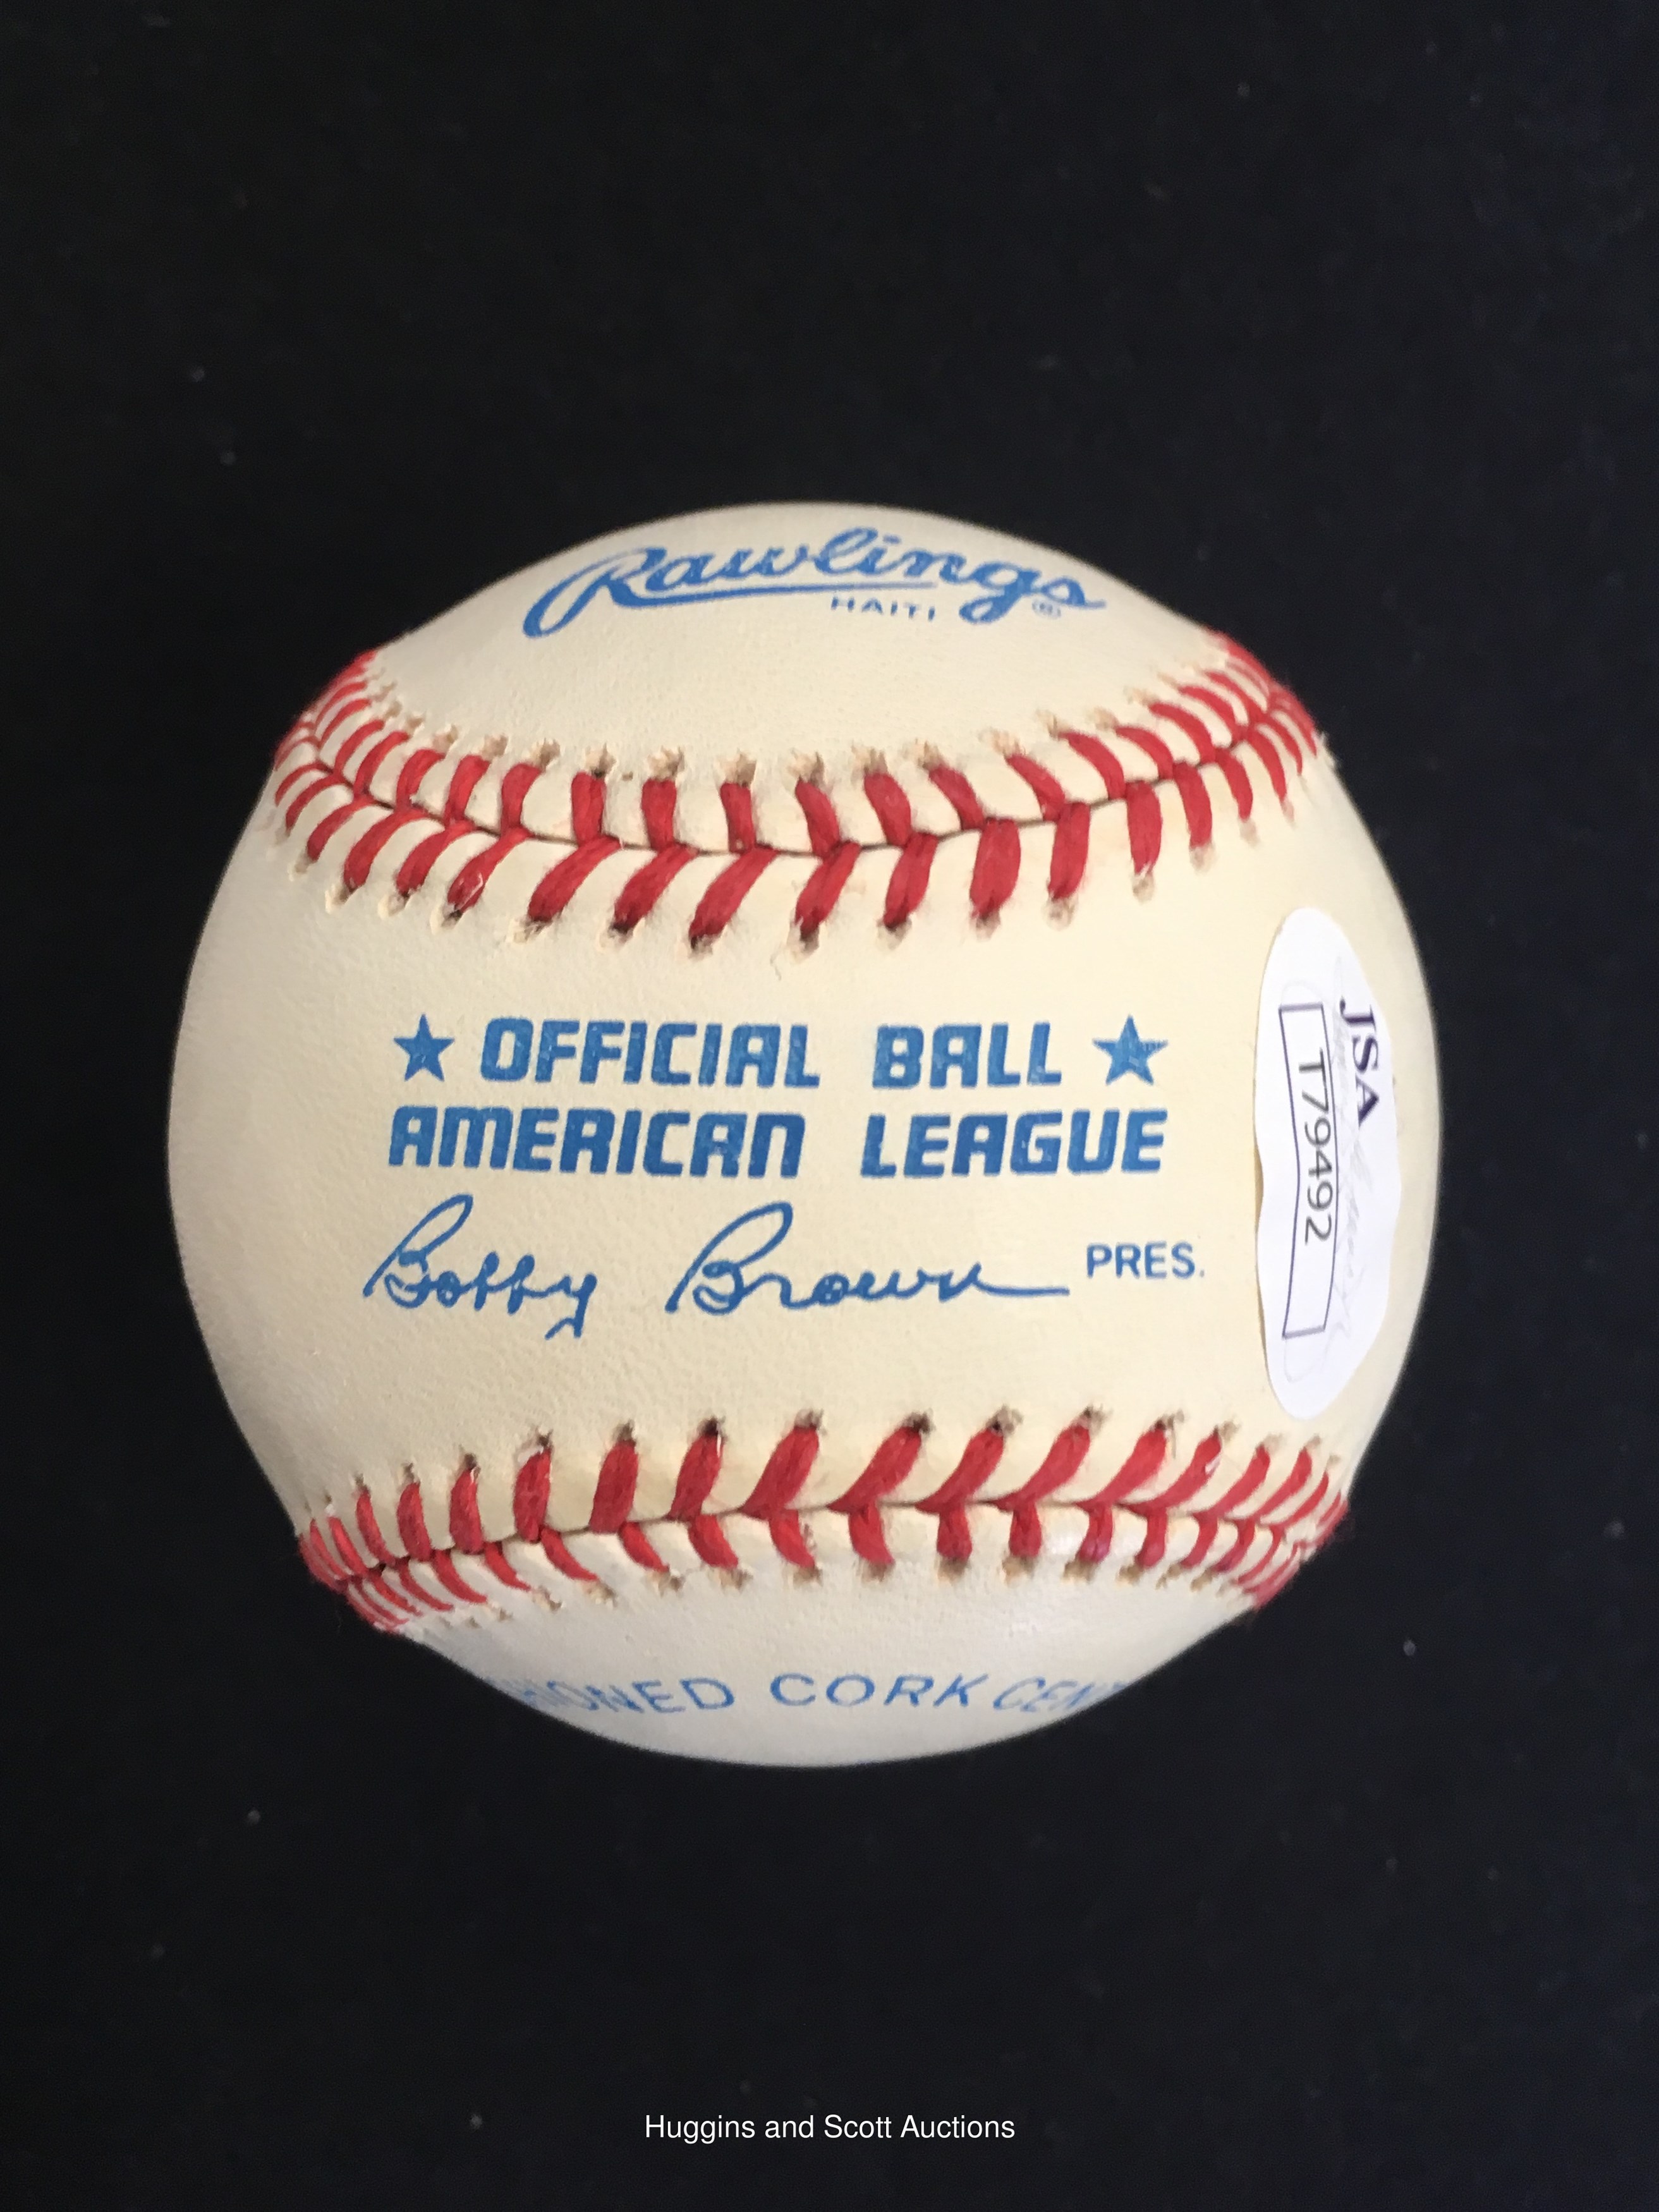 Rawlings
HAITI ®
★ OFFICIAL BALL ★
AMERICAN LEAGUE
Bobby Brown PRES.
JSA
T79492
CORK
Huggins and Scott Auctions